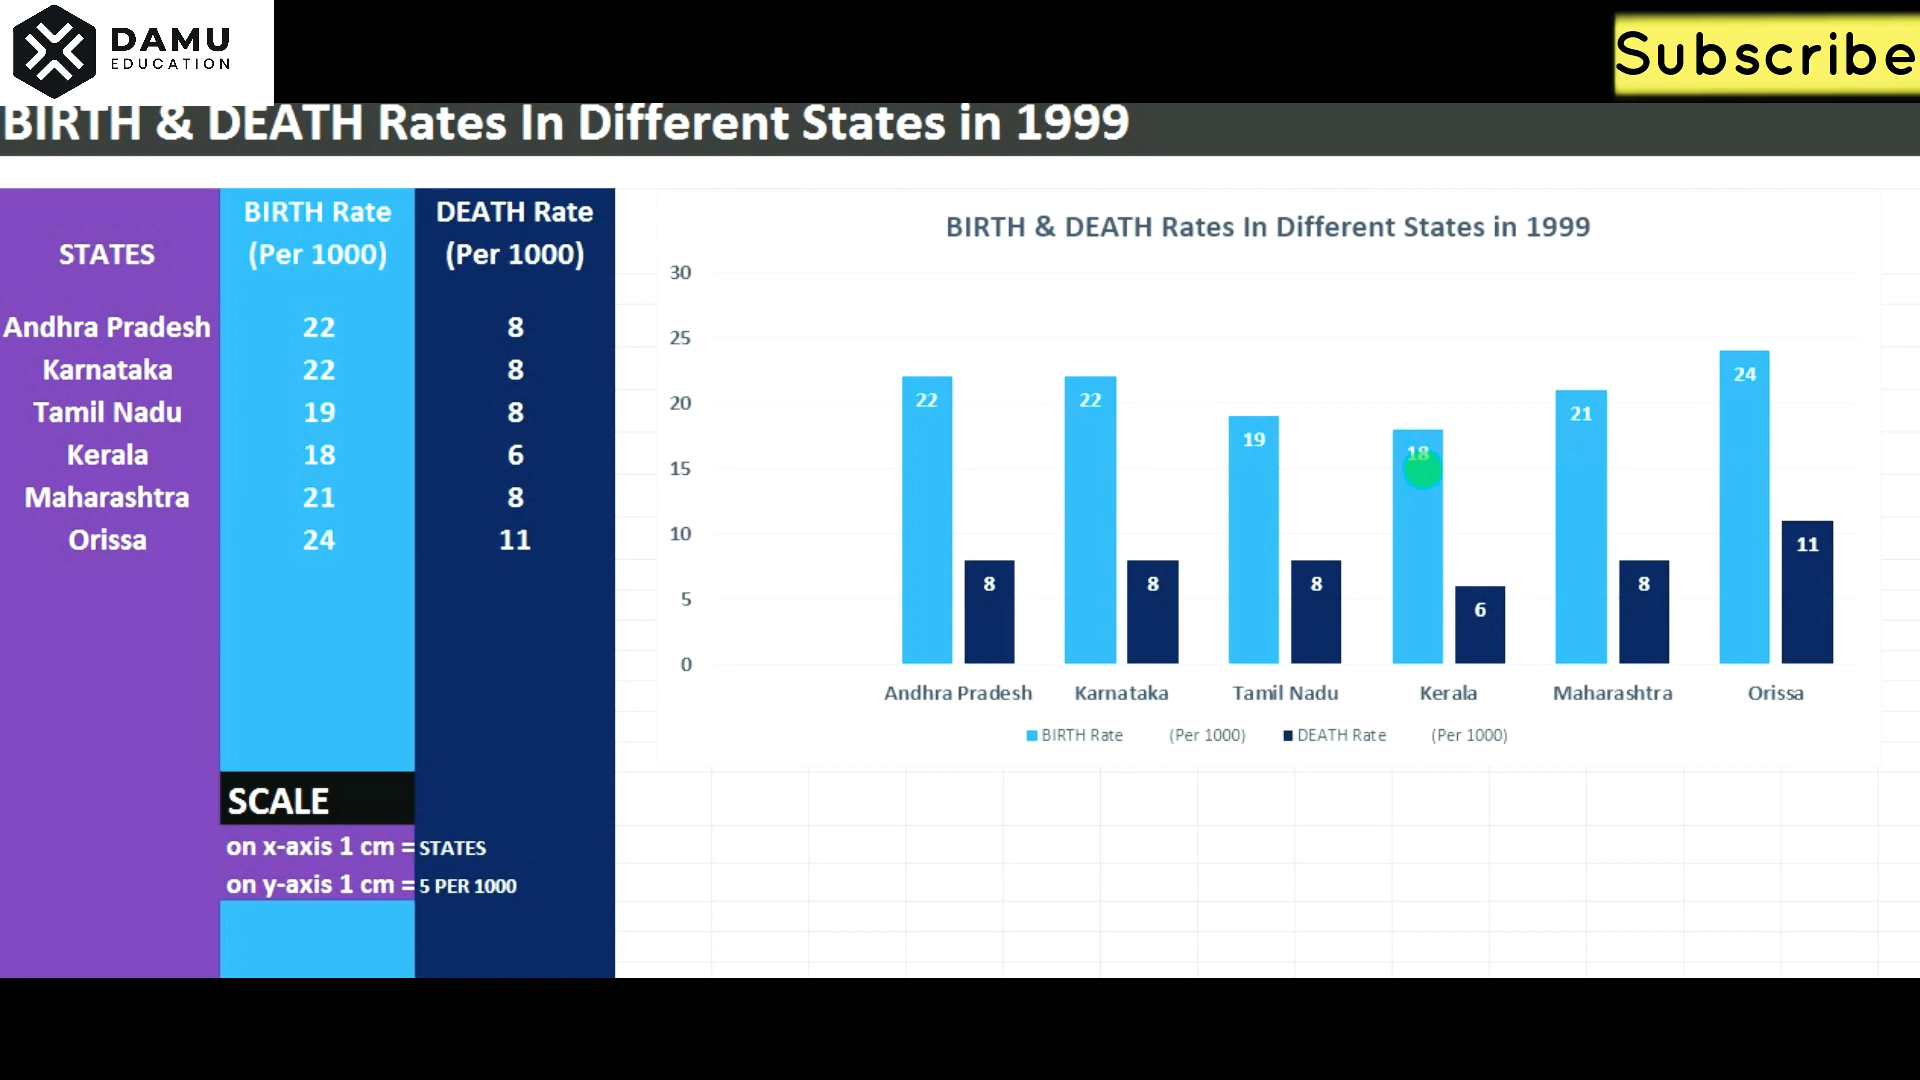 DAMU
EDUCATION
Subscribe
BIRTH & DEATH Rates In Different States in 1999
STATES
BIRTH Rate
(Per 1000)
DEATH Rate
(Per 1000)
Andhra Pradesh 22 8
Karnataka 22 8
Tamil Nadu 19 8
Kerala 18 6
Maharashtra 21 8
Orissa 24 11
SCALE
on x-axis 1 cm = STATES
on y-axis 1 cm = 5 PER 1000
BIRTH & DEATH Rates In Different States in 1999
30
25
20
15
10
5
0
22 8 22 8 19 8 18 6 21 8 24 11
Andhra Pradesh Karnataka Tamil Nadu Kerala Maharashtra Orissa
BIRTH Rate (Per 1000) DEATH Rate (Per 1000)